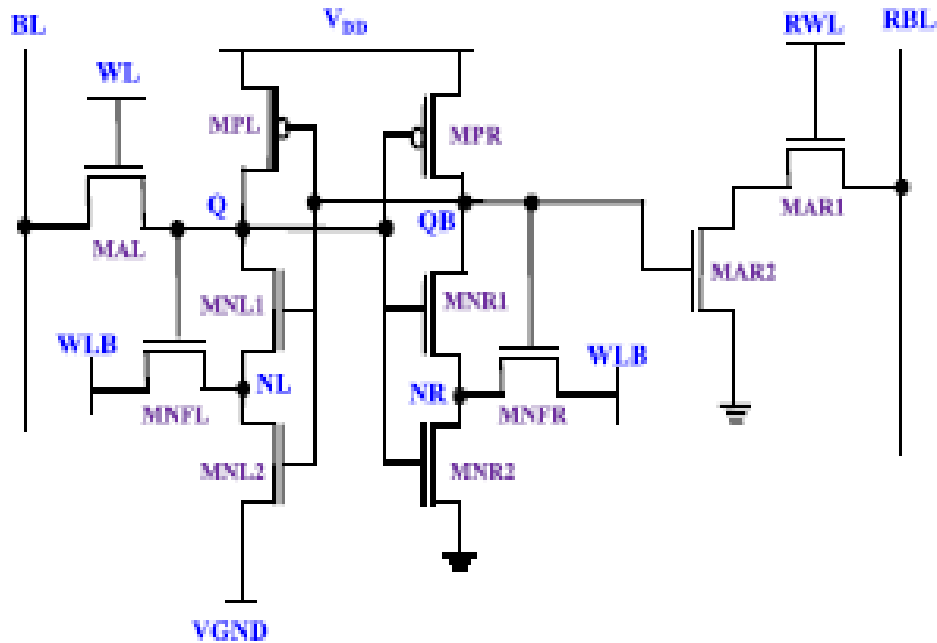 BL
V_DD
RWL
RBL
WL
MPL
MPR
Q
QB
MAL
MAR1
MAR2
MNL1
MNR1
WLB
WLB
NL
NR
MNFL
MNFR
MNL2
MNR2
VGND